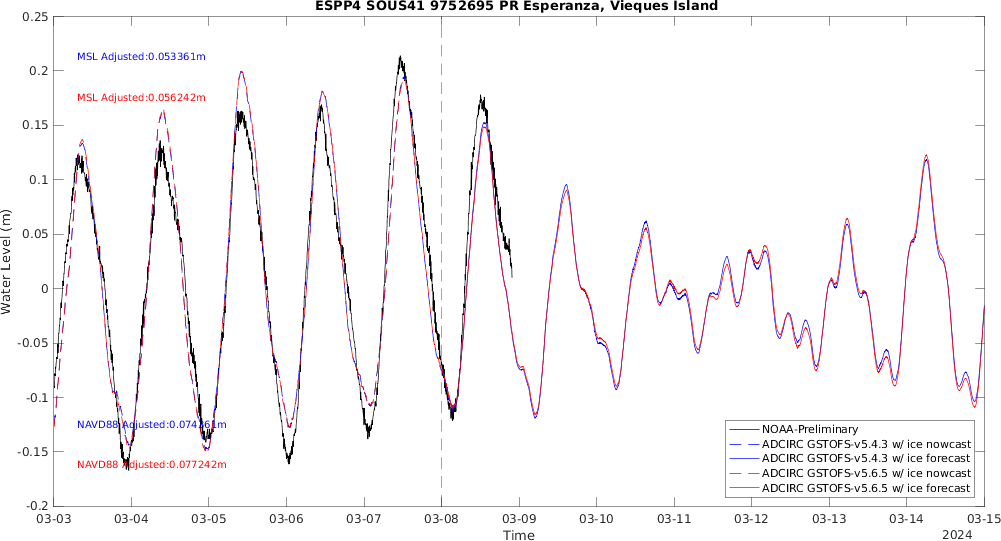 ESPP4 SOUS41 9752695 PR Esperanza, Vieques Island
0.25
0.2
0.15
0.1
0.05
0
-0.05
-0.1
-0.15
-0.2
Water Level (m)
MSL Adjusted:0.053361m
MSL Adjusted:0.056242m
NAVD88 Adjusted:0.074361m
NAVD88 Adjusted:0.077242m
NOAA-Preliminary
ADCIRC GSTOFS-v5.4.3 w/ ice nowcast
ADCIRC GSTOFS-v5.4.3 w/ ice forecast
ADCIRC GSTOFS-v5.6.5 w/ ice nowcast
ADCIRC GSTOFS-v5.6.5 w/ ice forecast
03-03 03-04 03-05 03-06 03-07 03-08 03-09 03-10 03-11 03-12 03-13 03-14 03-15
Time
2024